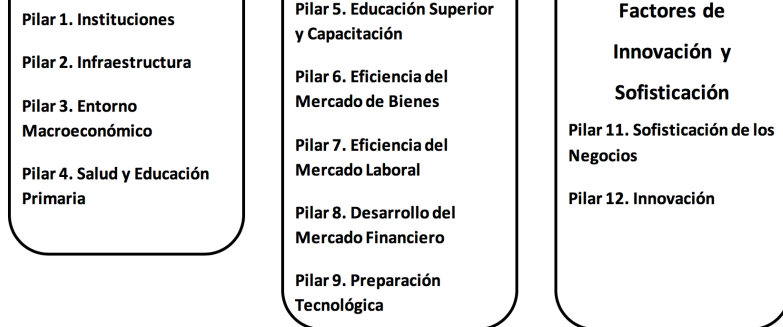 Pilar 1. Instituciones
Pilar 2. Infraestructura
Pilar 3. Entorno
Macroeconómico
Pilar 4. Salud y Educación
Primaria
Pilar 5. Educación Superior
y Capacitación
Pilar 6. Eficiencia del
Mercado de Bienes
Pilar 7. Eficiencia del
Mercado Laboral
Pilar 8. Desarrollo del
Mercado Financiero
Pilar 9. Preparación
Tecnológica
Factores de
Innovación y
Sofisticación
Pilar 11. Sofisticación de los
Negocios
Pilar 12. Innovación